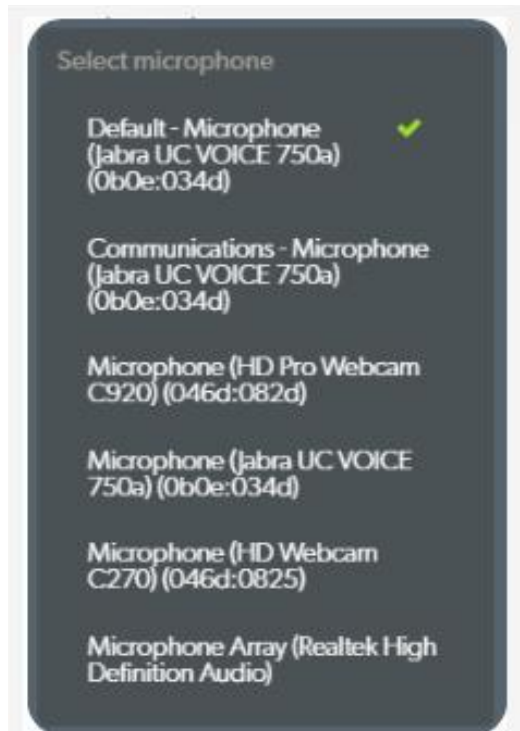 Select microphone
Default - Microphone
(Jabra UC VOICE 750a)
(0b0e:034d)
Communications - Microphone
(Jabra UC VOICE 750a)
(0b0e:034d)
Microphone (HD Pro Webcam
C920) (046d:082d)
Microphone (Jabra UC VOICE
750a) (0b0e:034d)
Microphone (HD Webcam
C270) (046d:0825)
Microphone Array (Realtek High
Definition Audio)